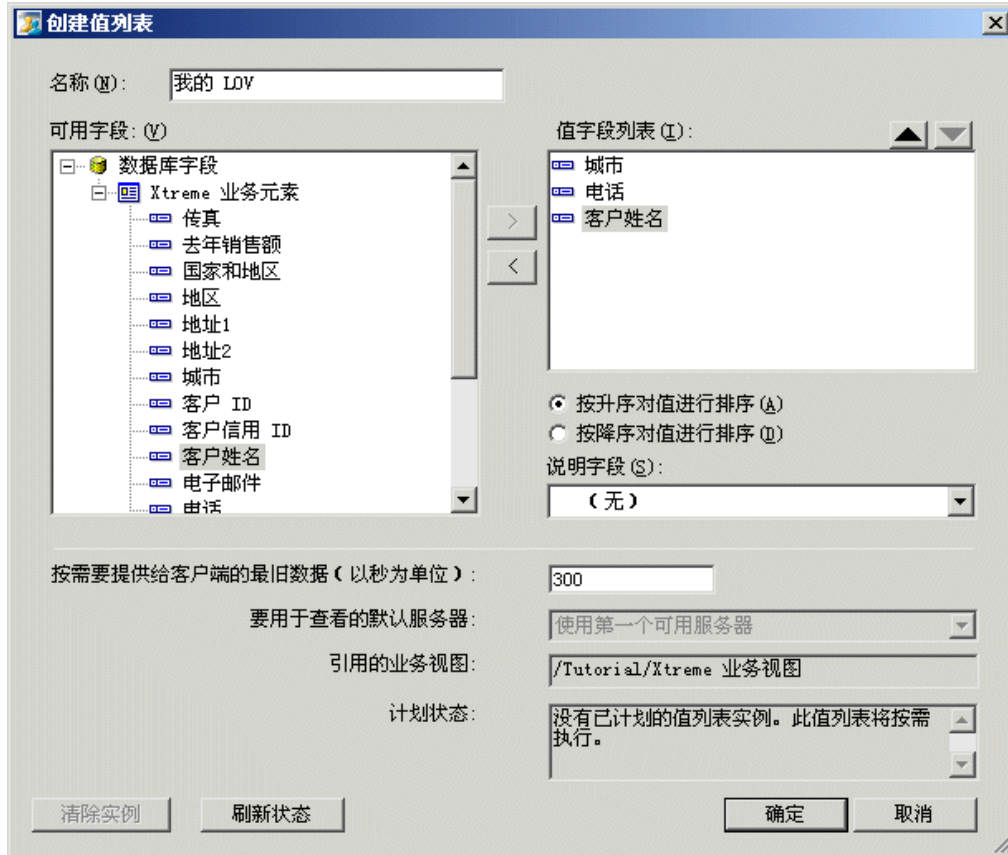 创建值列表
名称(N):
我的 LOV
可用字段:(V)
数据库字段
Xtreme 业务元素
传真
去年销售额
国家和地区
地区
地址1
地址2
城市
客户 ID
客户信用 ID
客户姓名
电子邮件
电话
>
<
值字段列表(I):
城市
电话
客户姓名
按升序对值进行排序(A)
按降序对值进行排序(D)
说明字段(S):
(无)
按需要提供给客户端的最旧数据(以秒为单位):
300
要用于查看的默认服务器:
使用第一个可用服务器
引用的业务视图:
/Tutorial/Xtreme 业务视图
计划状态:
没有已计划的值列表实例。此值列表将按需
执行。
清除实例
刷新状态
确定
取消